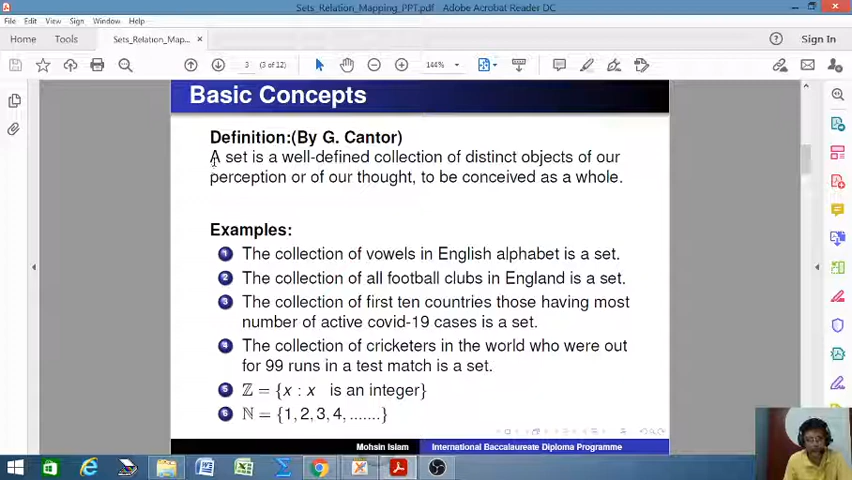 Sets_Relation_Mapping_PPT.pdf - Adobe Acrobat Reader DC
File Edit View Sign Window Help
Home Tools Sets_Relation_Map... × Sign In
3 (3 of 12) 144%
Basic Concepts
Definition:(By G. Cantor)
A set is a well-defined collection of distinct objects of our
perception or of our thought, to be conceived as a whole.
Examples:
1 The collection of vowels in English alphabet is a set.
2 The collection of all football clubs in England is a set.
3 The collection of first ten countries those having most
number of active covid-19 cases is a set.
4 The collection of cricketers in the world who were out
for 99 runs in a test match is a set.
5 ℤ = {x : x is an integer}
6 ℕ = {1, 2, 3, 4, .......}
Mohsin Islam International Baccalaureate Diploma Programme